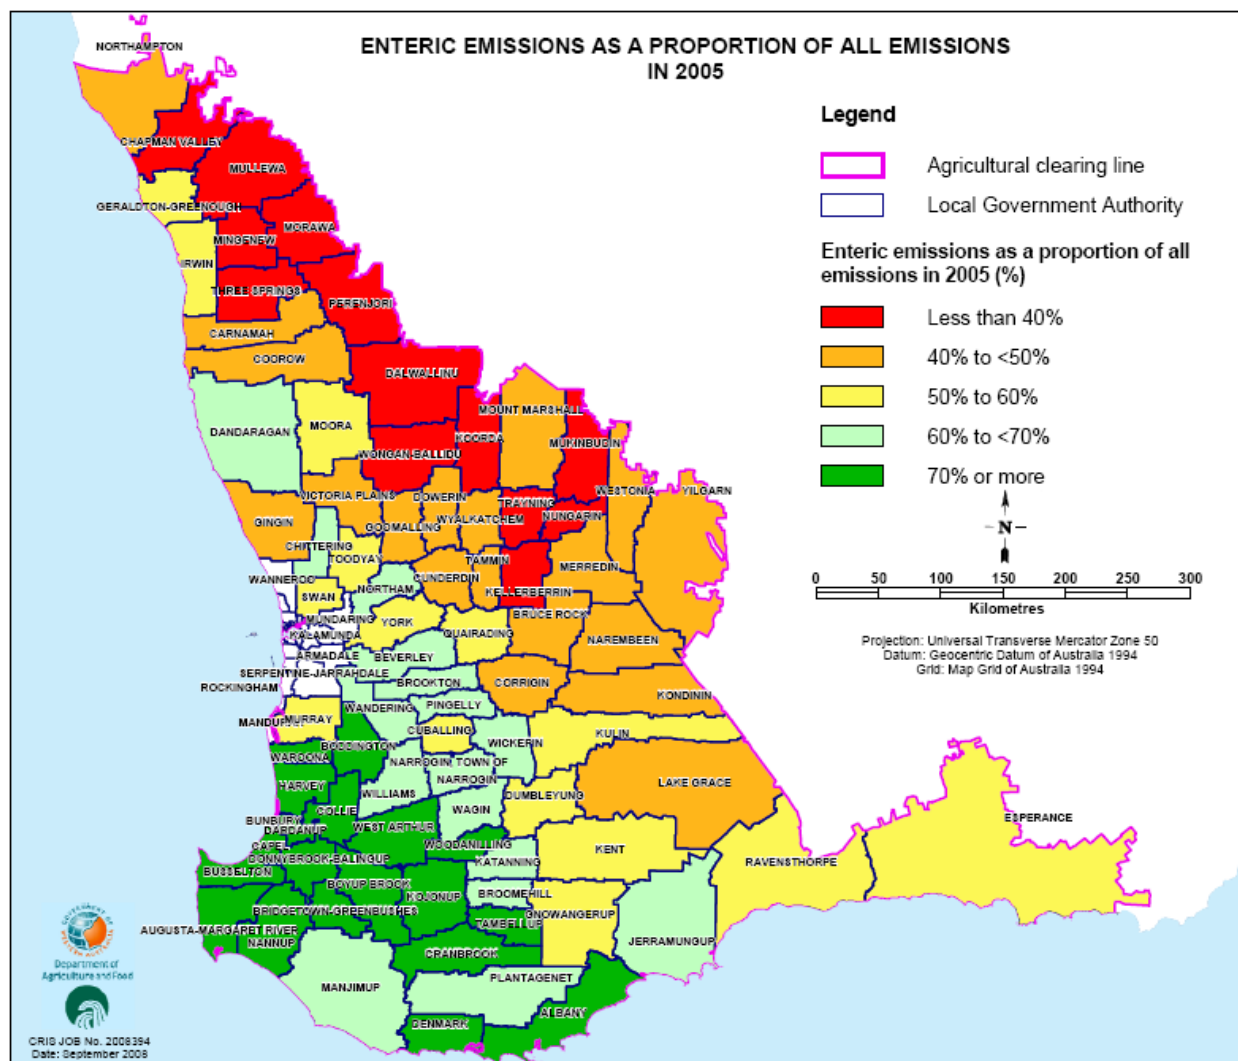 ENTERIC EMISSIONS AS A PROPORTION OF ALL EMISSIONS
IN 2005
Legend
Agricultural clearing line
Local Government Authority
Enteric emissions as a proportion of all
emissions in 2005 (%)
Less than 40%
40% to <50%
50% to 60%
60% to <70%
70% or more
N
0 50 100 150 200 250 300
Kilometres
Projection: Universal Transverse Mercator Zone 50
Datum: Geocentric Datum of Australia 1994
Grid: Map Grid of Australia 1994
NORTHAMPTON
CHAPMAN VALLEY
MULLEWA
GERALDTON-GREENOUGH
MORAWA
MINGENEW
IRWIN
THREE SPRINGS
PERENJORI
CARNAMAH
COOROW
DALWALLINU
MOUNT MARSHALL
DANDARAGAN
MOORA
KOORDA
MUKINBUDIN
WONGAN-BALLIDU
WESTONIA
YILGARN
VICTORIA PLAINS
DOWERIN
TRAYNING
NUNGARIN
GINGIN
GOOMALLING
WYALKATCHEM
CHITTERING
TOODYAY
TAMMIN
MERREDIN
WANNEROO
CUNDERDIN
NORTHAM
KELLERBERRIN
SWAN
BRUCE ROCK
MUNDARING
YORK
KALAMUNDA
QUAIRADING
NAREMBEEN
ARMADALE
BEVERLEY
SERPENTINE-JARRAHDALE
BROOKTON
CORRIGIN
ROCKINGHAM
KONDININ
WANDERING
PINGELLY
MANDURAH
MURRAY
CUBALLING
KULIN
WICKEPIN
BODDINGTON
WAROONA
NARROGIN, TOWN OF
NARROGIN
HARVEY
LAKE GRACE
WILLIAMS
DUMBLEYUNG
COLLIE
WAGIN
BUNBURY
DARDANUP
WEST ARTHUR
ESPERANCE
CAPEL
WOODANILLING
KENT
DONNYBROOK-BALINGUP
KATANNING
RAVENSTHORPE
BUSSELTON
BOYUP BROOK
KOJONUP
BROOMEHILL
BRIDGETOWN-GREENBUSHES
GNOWANGERUP
TAMBELLUP
AUGUSTA-MARGARET RIVER
NANNUP
JERRAMUNGUP
CRANBROOK
PLANTAGENET
MANJIMUP
ALBANY
DENMARK
GOVERNMENT OF
WESTERN AUSTRALIA
Department of
Agriculture and Food
CRIS JOB No. 2008394
Date: September 2008